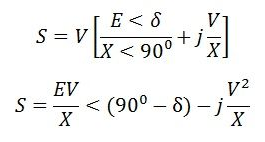 S = V [ E < δ / X < 90⁰ + j V / X ]
S = EV / X < (90⁰ − δ) − j V² / X